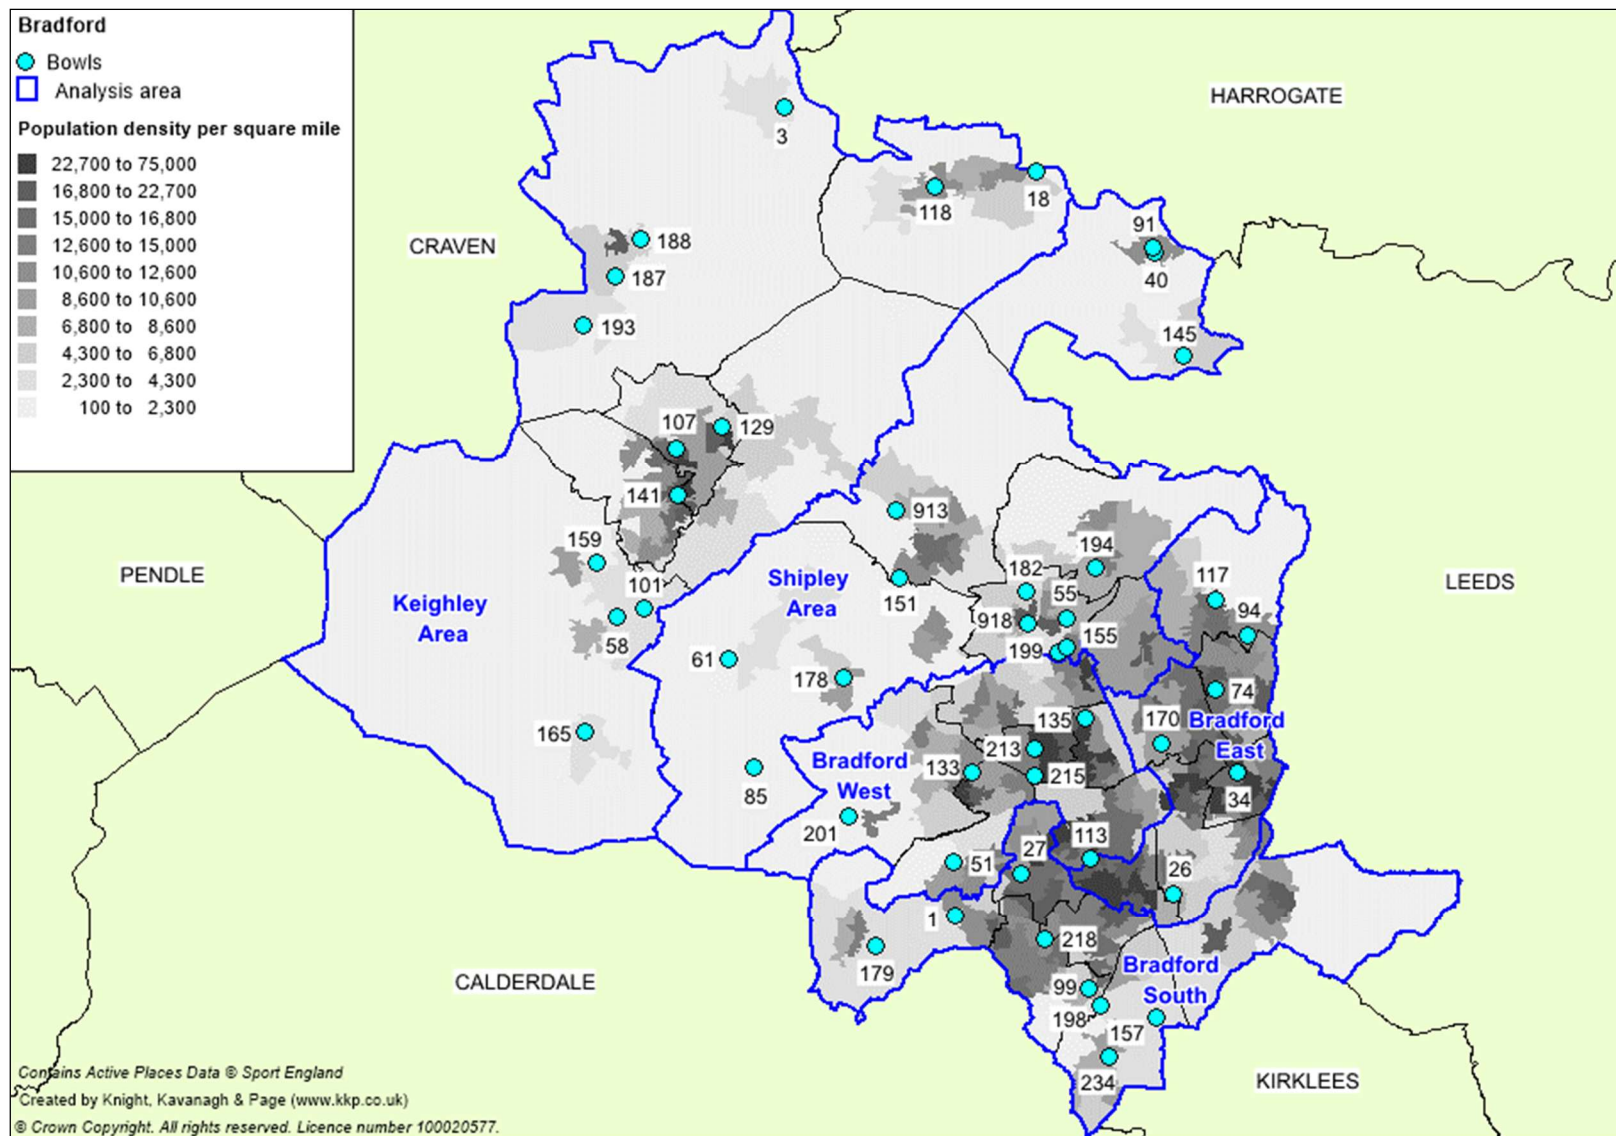 Bradford
Bowls
Analysis area
Population density per square mile
22,700 to 75,000
16,800 to 22,700
15,000 to 16,800
12,600 to 15,000
10,600 to 12,600
8,600 to 10,600
6,800 to 8,600
4,300 to 6,800
2,300 to 4,300
100 to 2,300
HARROGATE
3
118
18
CRAVEN
188
187
193
91
40
145
107
129
141
913
159
101
58
PENDLE
Keighley
Area
Shipley
Area
151
194
182
55
918
199
155
117
94
LEEDS
61
178
74
165
135
170
Bradford
East
213
133
215
34
Bradford
West
85
201
113
27
51
26
1
179
218
Bradford
South
99
198
157
234
CALDERDALE
KIRKLEES
Contains Active Places Data © Sport England
Created by Knight, Kavanagh & Page (www.kkp.co.uk)
© Crown Copyright. All rights reserved. Licence number 100020577.